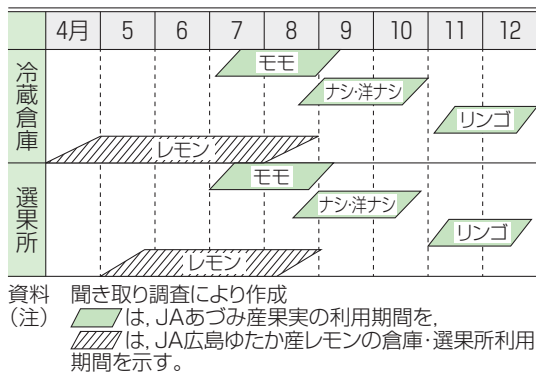 4月 5 6 7 8 9 10 11 12
冷蔵倉庫
モモ
ナシ・洋ナシ
リンゴ
レモン
選果所
モモ
ナシ・洋ナシ
リンゴ
レモン
資料 聞き取り調査により作成
(注) は，JAあづみ産果実の利用期間を，
は，JA広島ゆたか産レモンの倉庫・選果所利用
期間を示す。